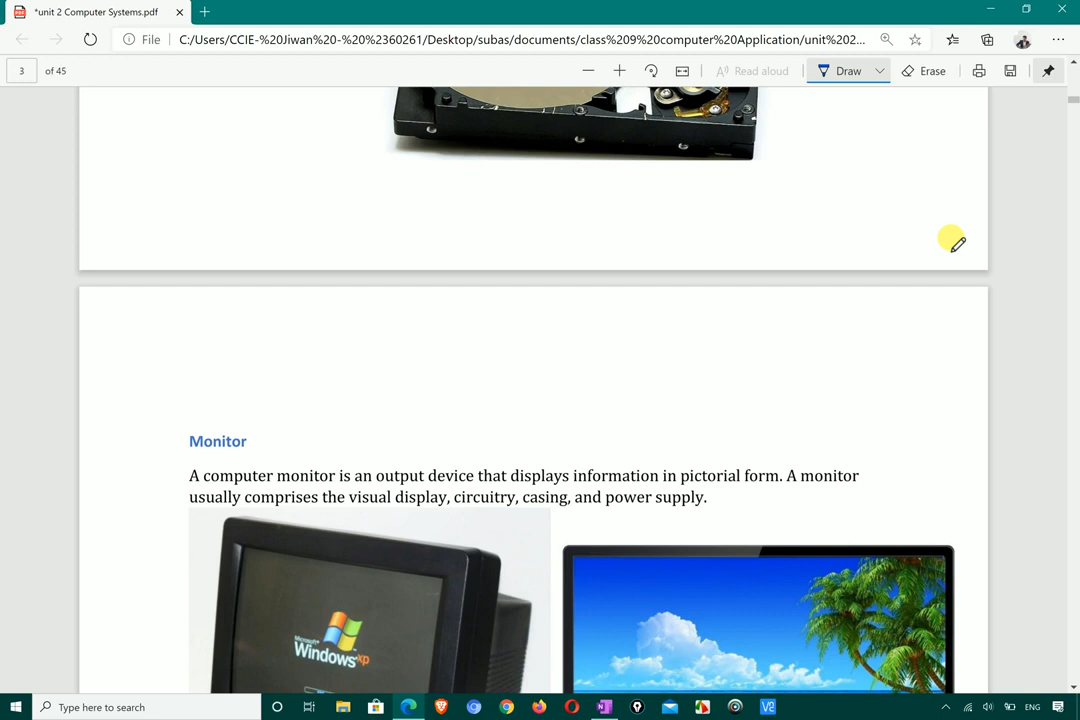 *unit 2 Computer Systems.pdf
File
C:/Users/CCIE-%20Jiwan%20-%20%2360261/Desktop/subas/documents/class%209%20computer%20Application/unit%202...
3 of 45
Read aloud
Draw
Erase
Monitor
A computer monitor is an output device that displays information in pictorial form. A monitor
usually comprises the visual display, circuitry, casing, and power supply.
Microsoft
Windows xp
Type here to search
ENG